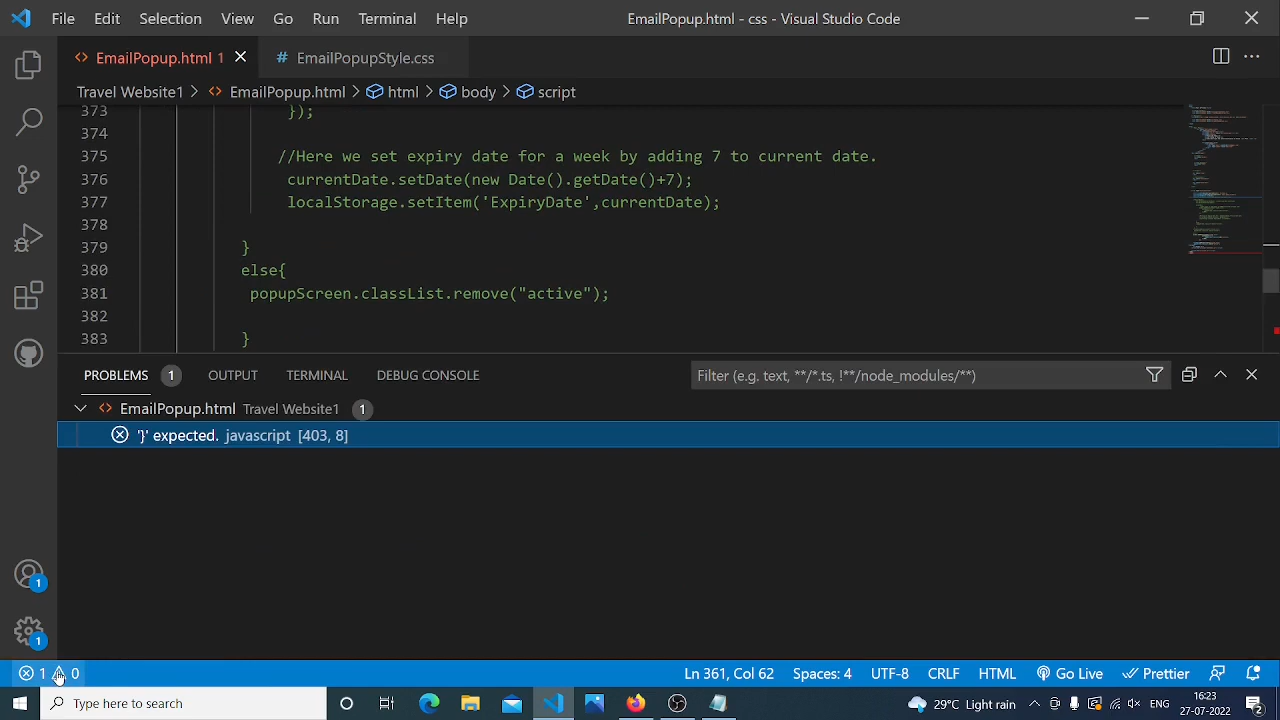 File Edit Selection View Go Run Terminal Help EmailPopup.html - css - Visual Studio Code
EmailPopup.html 1 # EmailPopupStyle.css
Travel Website1 > EmailPopup.html > html > body > script
373 });
374
375 //Here we set expiry date for a week by adding 7 to current date.
376 currentDate.setDate(new Date().getDate()+7);
377 localStorage.setItem('ExpiryDate',currentDate);
378
379 }
380 else{
381 popupScreen.classList.remove("active");
382
383 }
PROBLEMS 1 OUTPUT TERMINAL DEBUG CONSOLE Filter (e.g. text, **/*.ts, !**/node_modules/**)
EmailPopup.html Travel Website1 1
'}' expected. javascript [403, 8]
1
1
1 0 Ln 361, Col 62 Spaces: 4 UTF-8 CRLF HTML Go Live Prettier
Type here to search 29°C Light rain ENG 16:23
27-07-2022 2